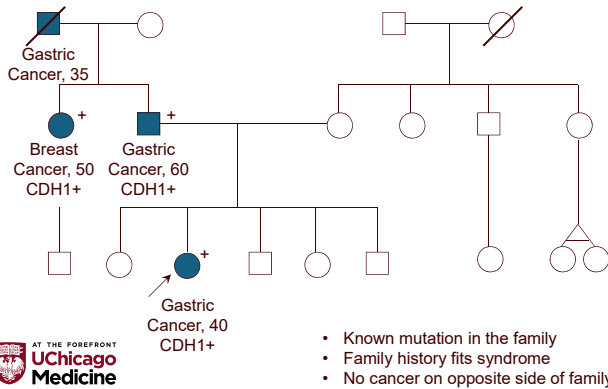 Gastric
Cancer, 35
+
+
Breast
Cancer, 50
CDH1+
Gastric
Cancer, 60
CDH1+
+
Gastric
Cancer, 40
CDH1+
AT THE FOREFRONT
UChicago
Medicine
• Known mutation in the family
• Family history fits syndrome
• No cancer on opposite side of family